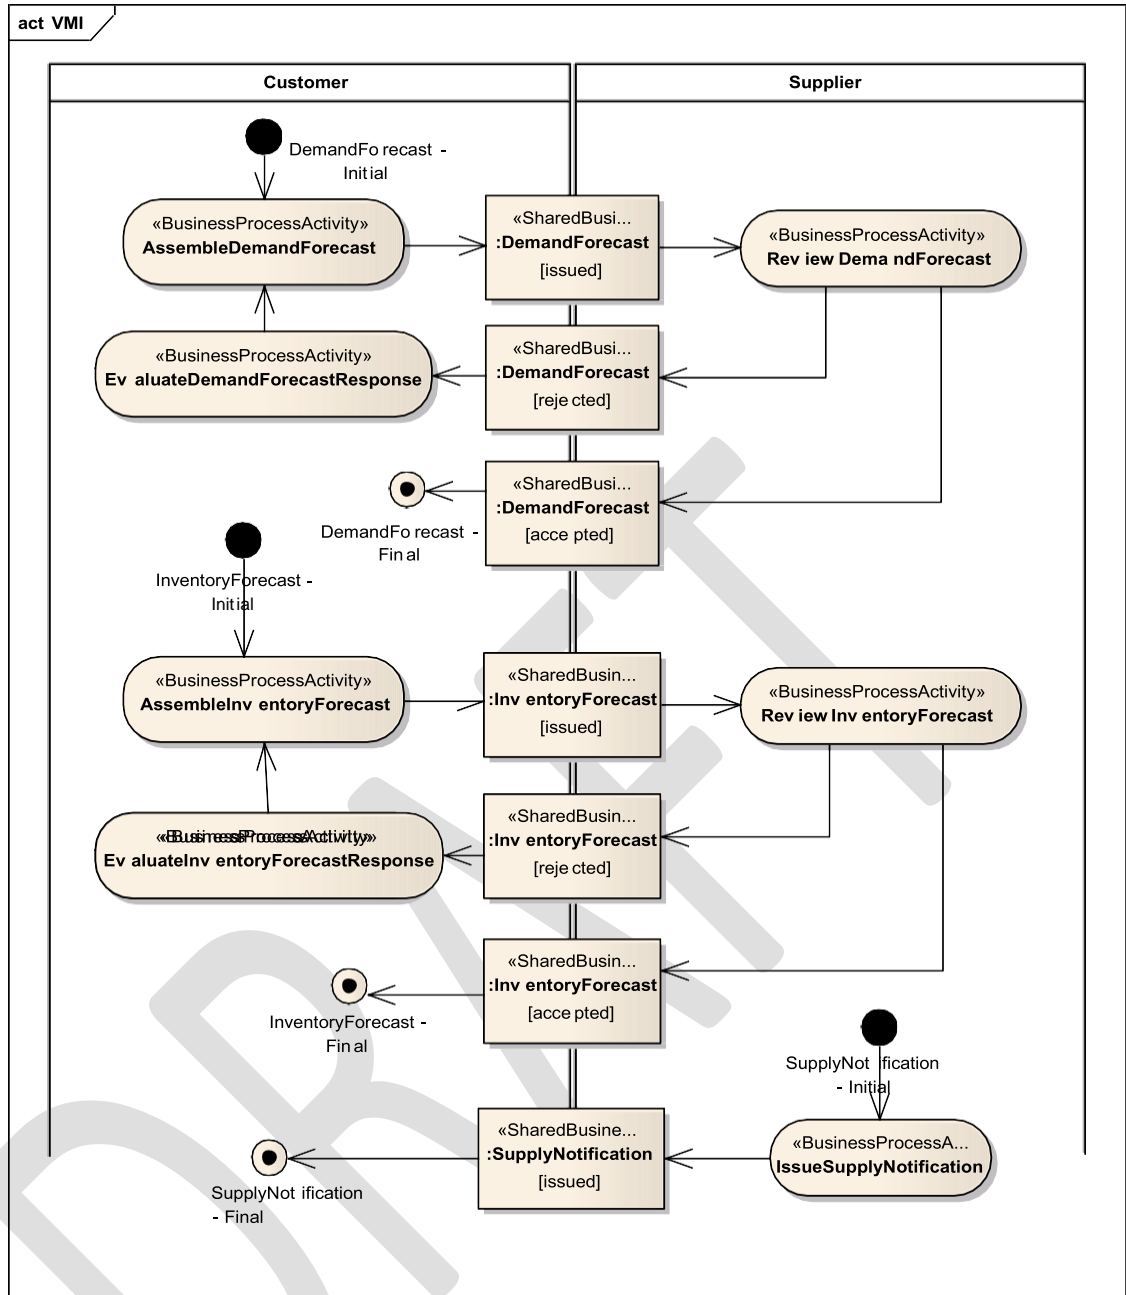 act VMI
Customer
Supplier
DemandFo recast -
Initial
«BusinessProcessActivity»
AssembleDemandForecast
«SharedBusi...
:DemandForecast
[issued]
«BusinessProcessActivity»
Rev iew Dema ndForecast
«BusinessProcessActivity»
Ev aluateDemandForecastResponse
«SharedBusi...
:DemandForecast
[reje cted]
«SharedBusi...
:DemandForecast
[acce pted]
DemandFo recast -
Fin al
InventoryForecast -
Initial
«BusinessProcessActivity»
AssembleInv entoryForecast
«SharedBusin...
:Inv entoryForecast
[issued]
«BusinessProcessActivity»
Rev iew Inv entoryForecast
«BusinessProcessActivity»
Ev aluateInv entoryForecastResponse
«SharedBusin...
:Inv entoryForecast
[reje cted]
«SharedBusin...
:Inv entoryForecast
[acce pted]
InventoryForecast -
Fin al
SupplyNot ification
- Initial
«BusinessProcessA...
IssueSupplyNotification
«SharedBusine...
:SupplyNotification
[issued]
SupplyNot ification
- Final
DRAFT